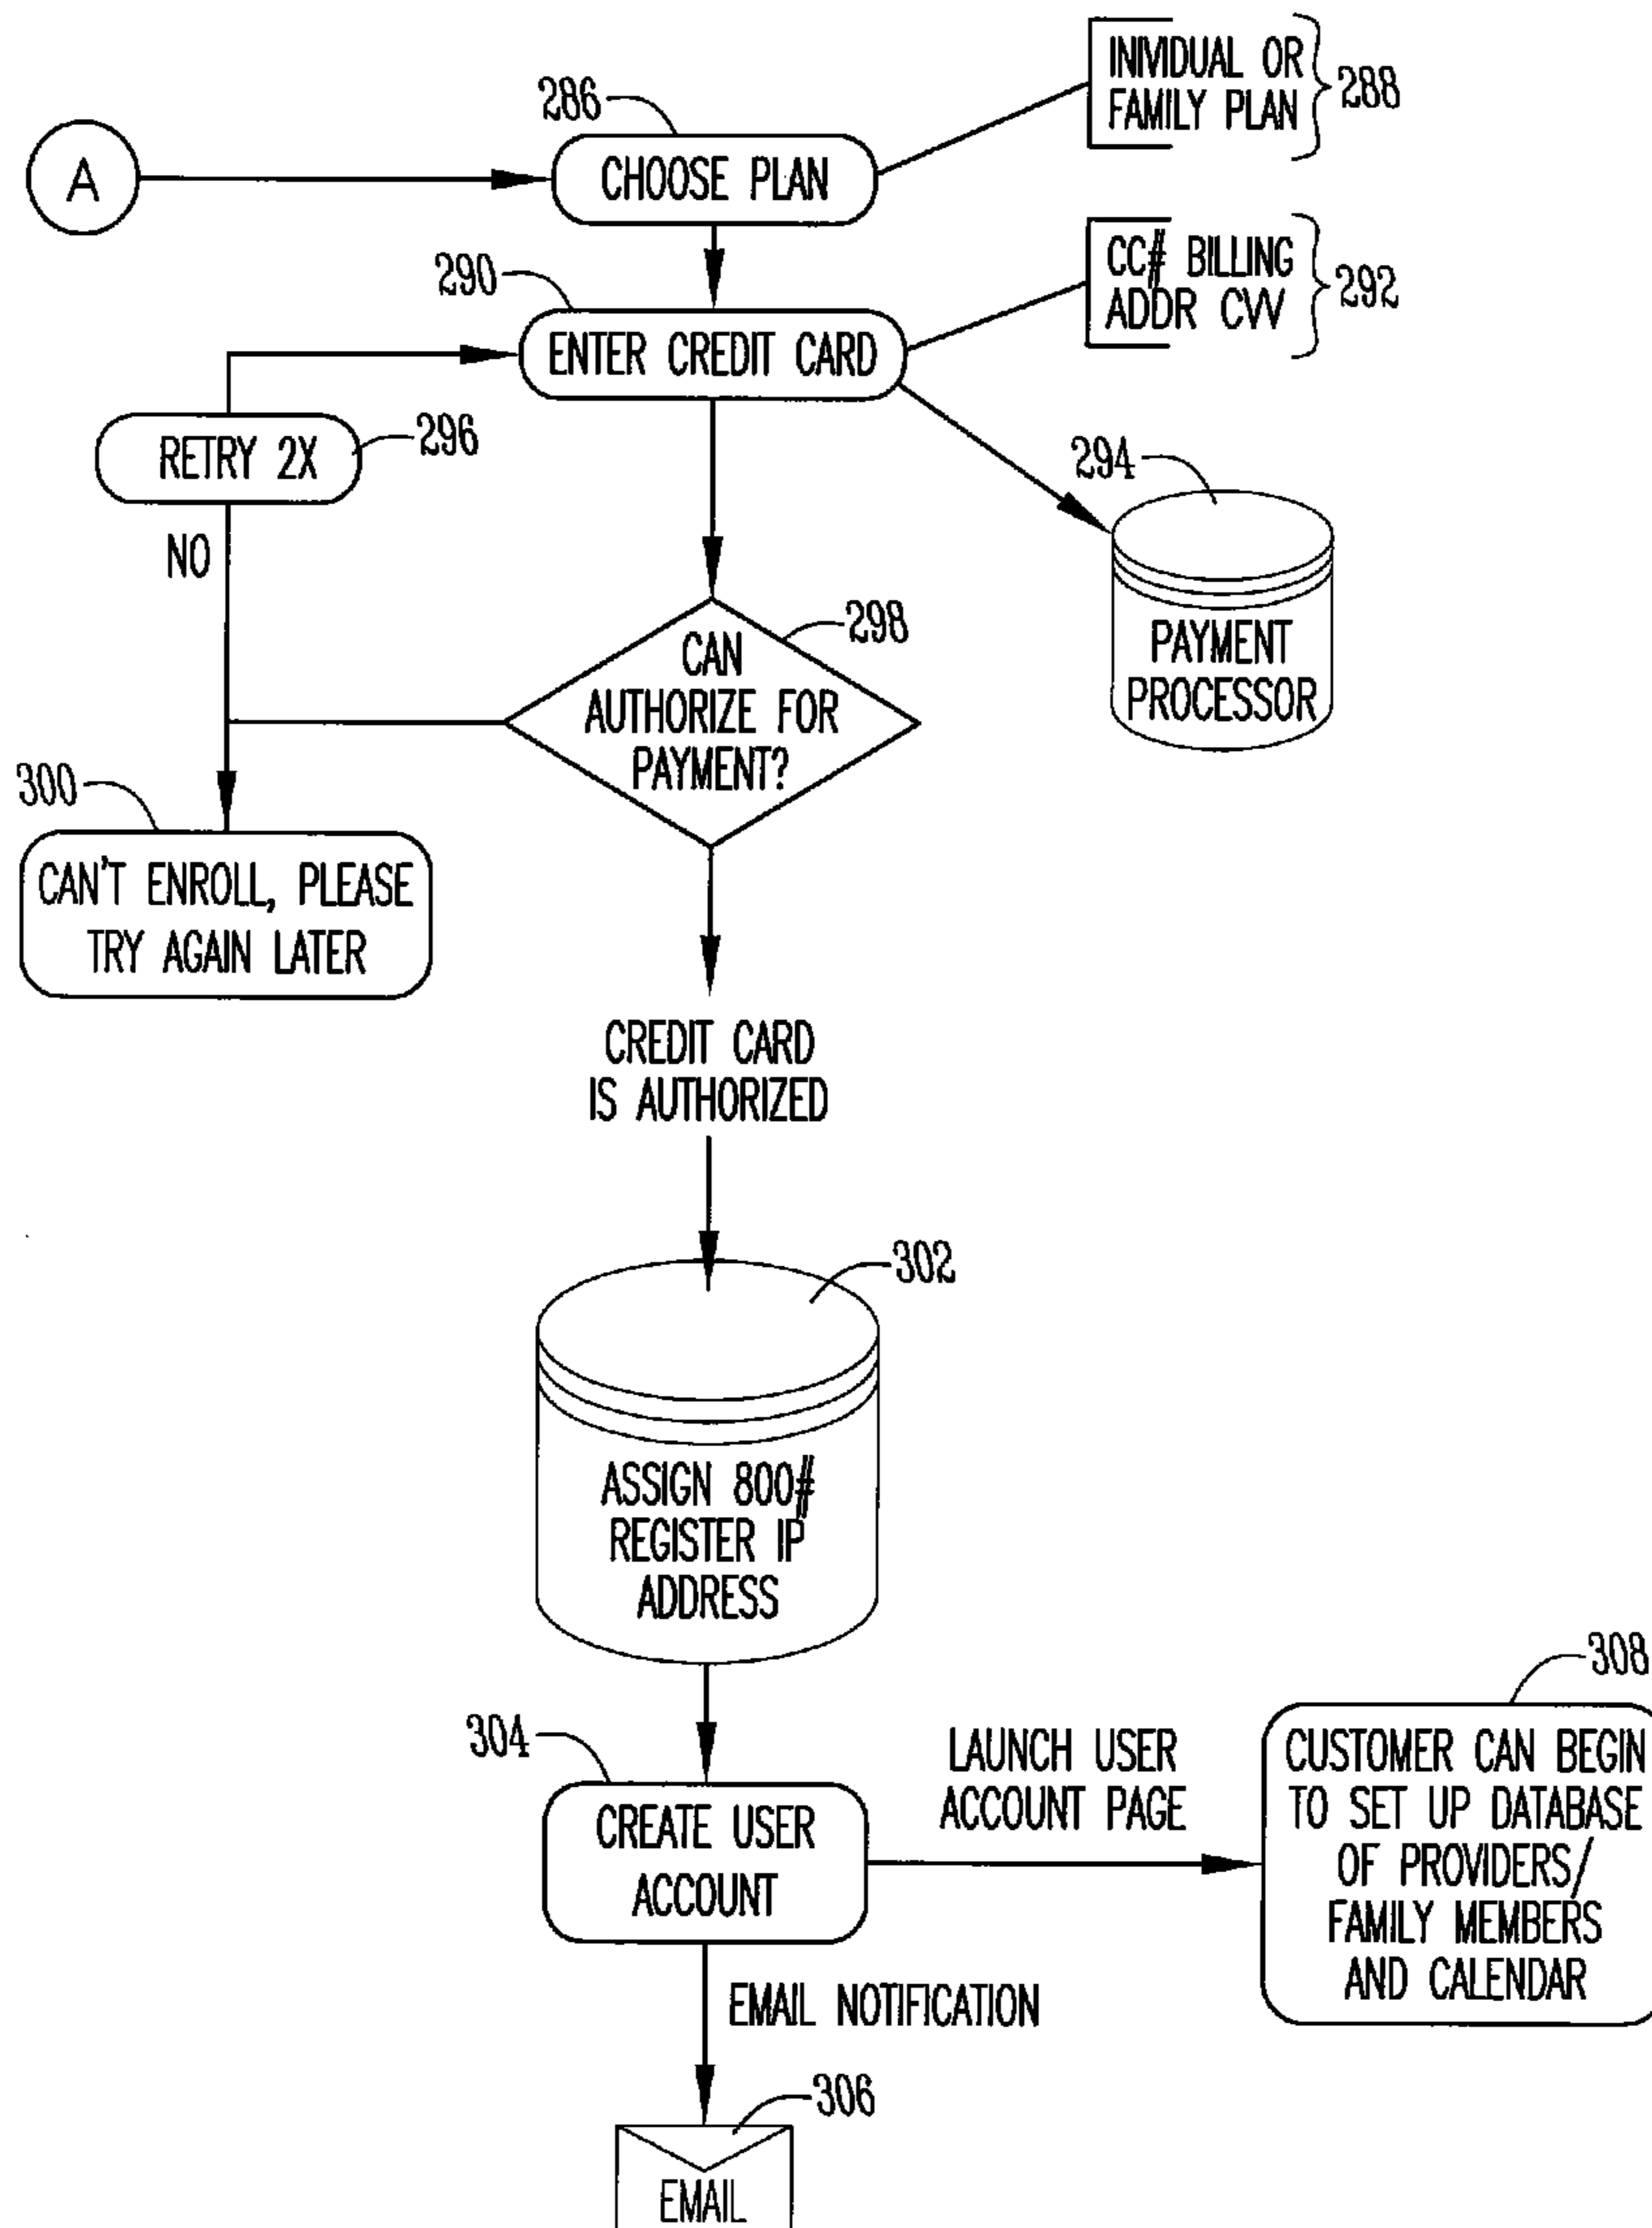 INIVIDUAL OR
FAMILY PLAN
288
286
A
CHOOSE PLAN
CC# BILLING
ADDR CVV
292
290
ENTER CREDIT CARD
RETRY 2X
296
294
NO
PAYMENT
PROCESSOR
298
CAN
AUTHORIZE FOR
PAYMENT?
300
CAN'T ENROLL, PLEASE
TRY AGAIN LATER
CREDIT CARD
IS AUTHORIZED
302
ASSIGN 800#
REGISTER IP
ADDRESS
304
CREATE USER
ACCOUNT
LAUNCH USER
ACCOUNT PAGE
308
CUSTOMER CAN BEGIN
TO SET UP DATABASE
OF PROVIDERS/
FAMILY MEMBERS
AND CALENDAR
EMAIL NOTIFICATION
306
EMAIL